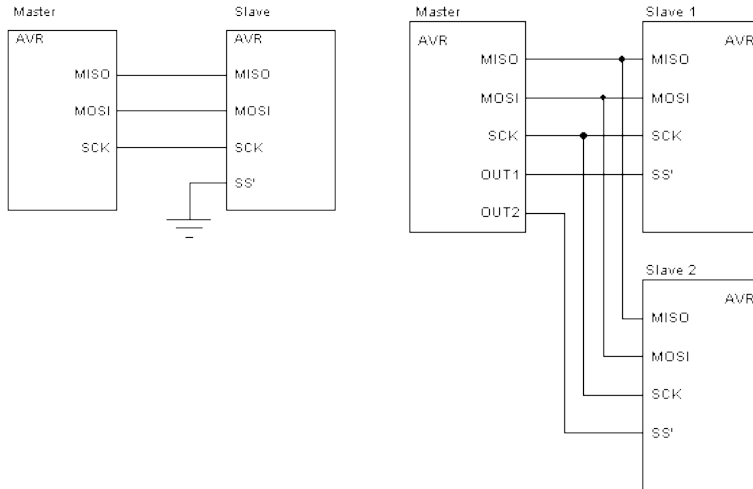 Master
AVR
MISO
MOSI
SCK
Slave
AVR
MISO
MOSI
SCK
SS'
Master
AVR
MISO
MOSI
SCK
OUT1
OUT2
Slave 1
AVR
MISO
MOSI
SCK
SS'
Slave 2
AVR
MISO
MOSI
SCK
SS'